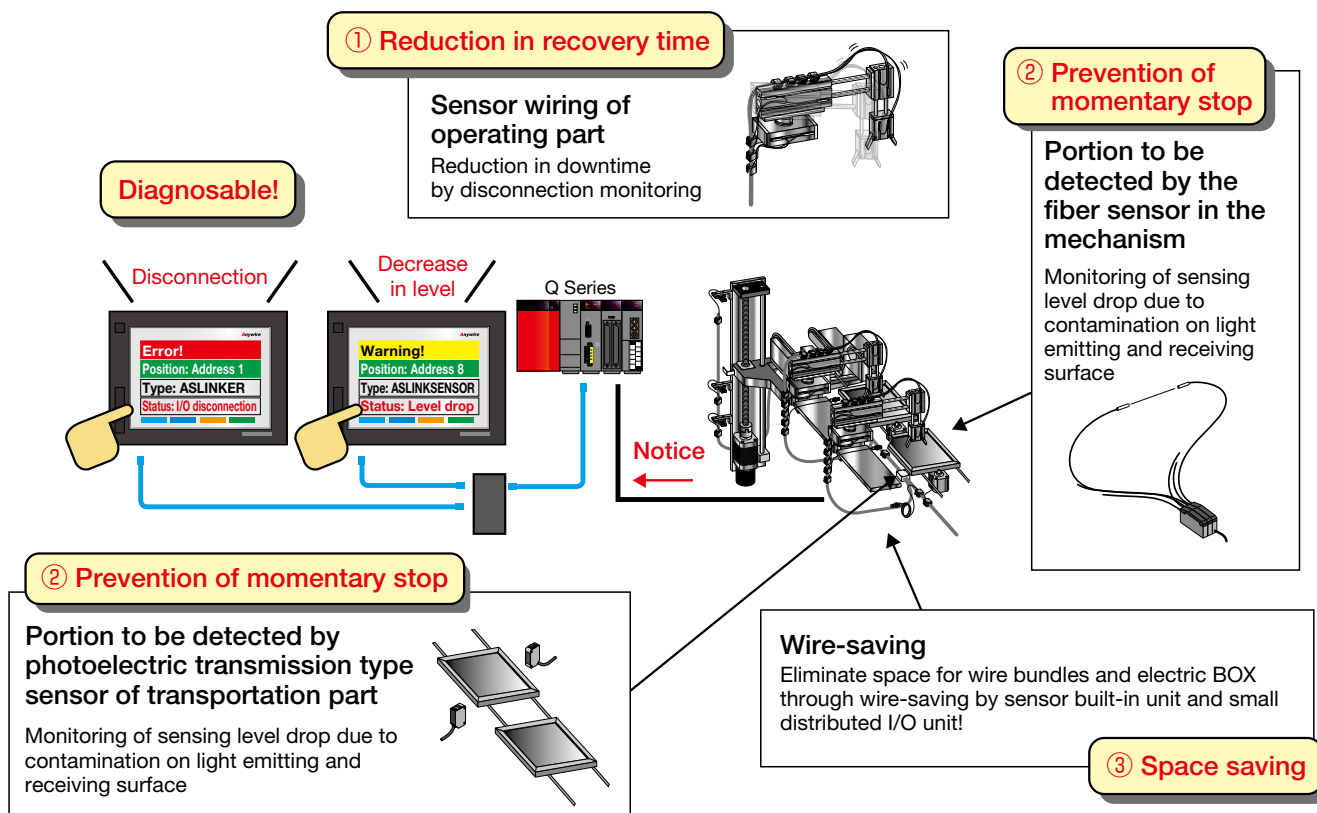 ① Reduction in recovery time
Sensor wiring of
operating part
Reduction in downtime
by disconnection monitoring
② Prevention of
momentary stop
Portion to be
detected by the
fiber sensor in the
mechanism
Monitoring of sensing
level drop due to
contamination on light
emitting and receiving
surface
Diagnosable!
Disconnection
Anywire
Error!
Position: Address 1
Type: ASLINKER
Status: I/O disconnection
Decrease
in level
Anywire
Warning!
Position: Address 8
Type: ASLINKSENSOR
Status: Level drop
Q Series
Notice
② Prevention of momentary stop
Portion to be detected by
photoelectric transmission type
sensor of transportation part
Monitoring of sensing level drop due to
contamination on light emitting and
receiving surface
Wire-saving
Eliminate space for wire bundles and electric BOX
through wire-saving by sensor built-in unit and small
distributed I/O unit!
③ Space saving